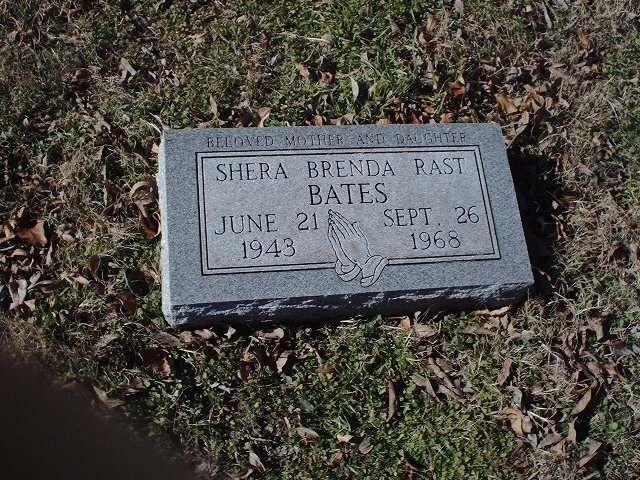 BELOVED MOTHER AND DAUGHTER
SHERA BRENDA RAST
BATES
JUNE 21 SEPT. 26
1943 1968